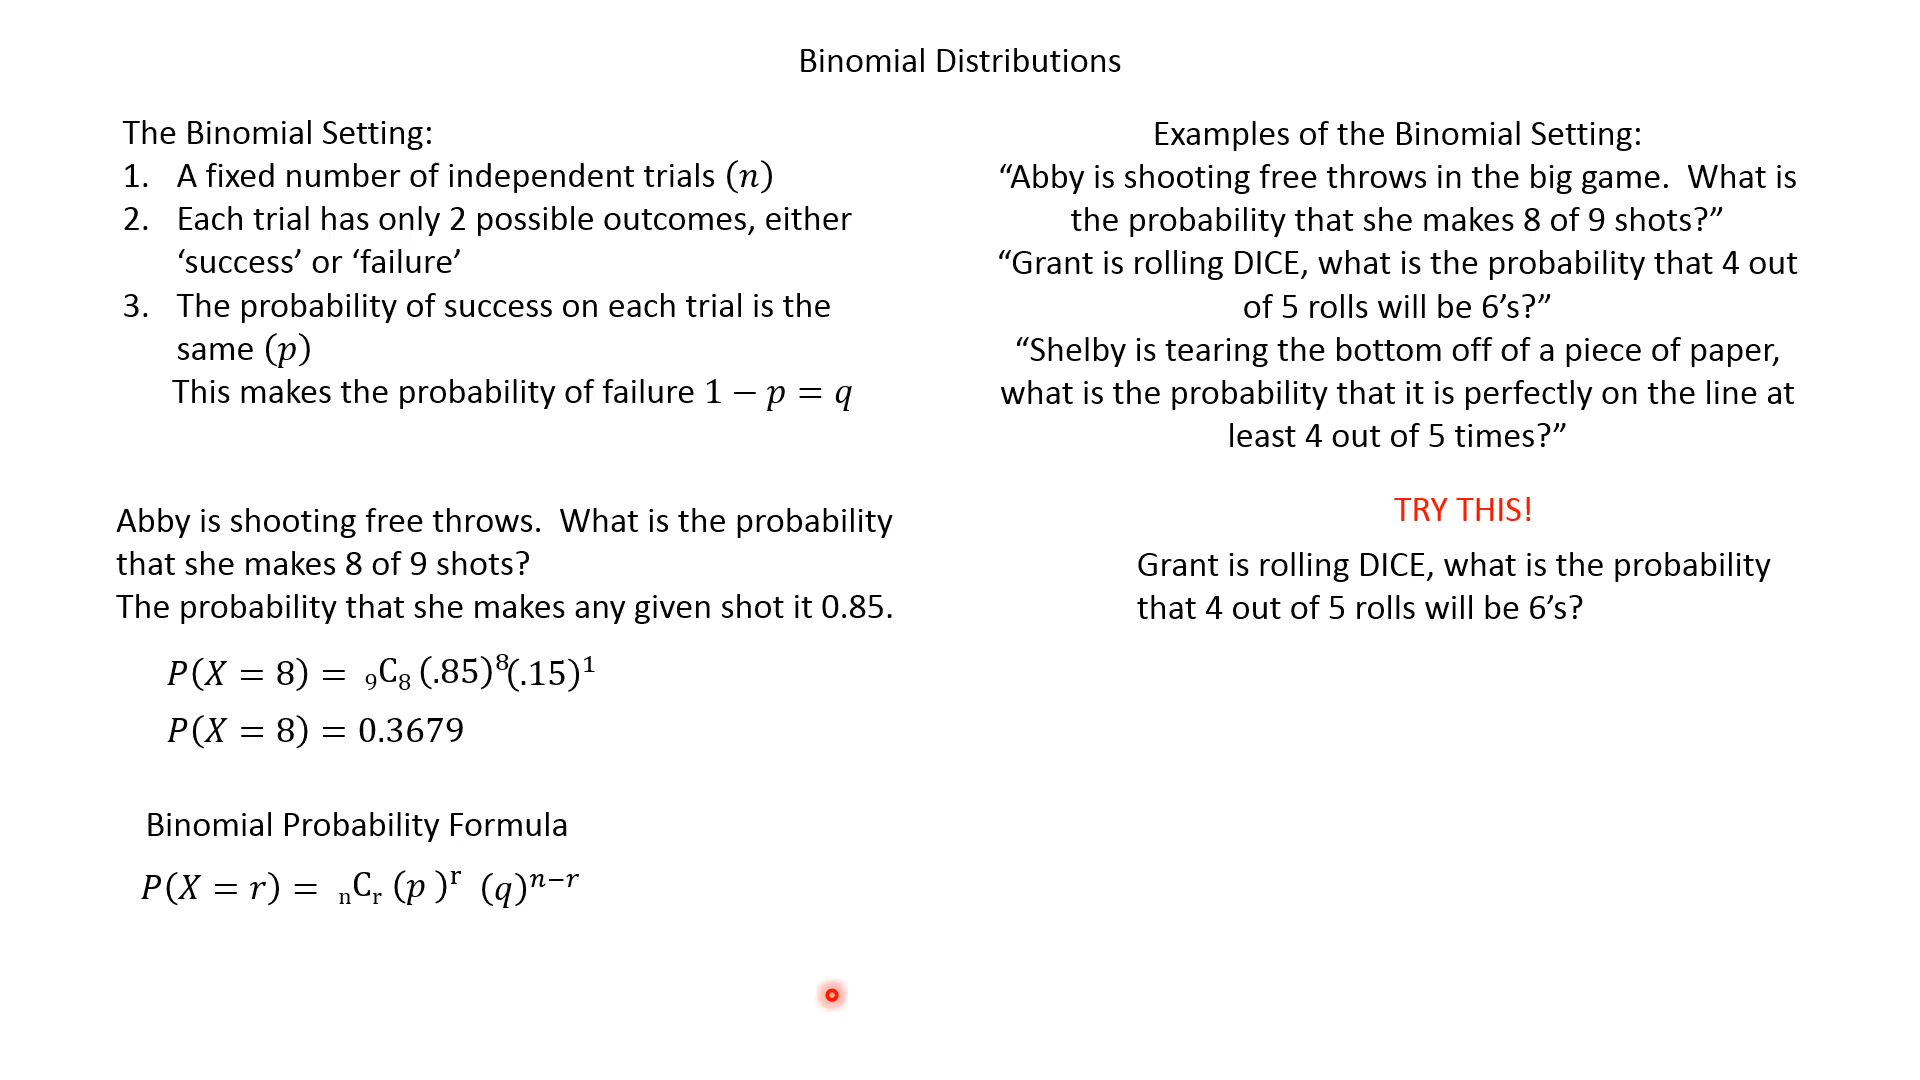 Binomial Distributions
The Binomial Setting:
1. A fixed number of independent trials (n)
2. Each trial has only 2 possible outcomes, either
‘success’ or ‘failure’
3. The probability of success on each trial is the
same (p)
This makes the probability of failure 1 − p = q
Examples of the Binomial Setting:
“Abby is shooting free throws in the big game.  What is
the probability that she makes 8 of 9 shots?”
“Grant is rolling DICE, what is the probability that 4 out
of 5 rolls will be 6’s?”
“Shelby is tearing the bottom off of a piece of paper,
what is the probability that it is perfectly on the line at
least 4 out of 5 times?”
Abby is shooting free throws.  What is the probability
that she makes 8 of 9 shots?
The probability that she makes any given shot it 0.85.
P(X = 8) = ₉C₈ (.85)⁸(.15)¹
P(X = 8) = 0.3679
Binomial Probability Formula
P(X = r) = ₙCᵣ (p )ʳ (q)ⁿ⁻ʳ
TRY THIS!
Grant is rolling DICE, what is the probability
that 4 out of 5 rolls will be 6’s?